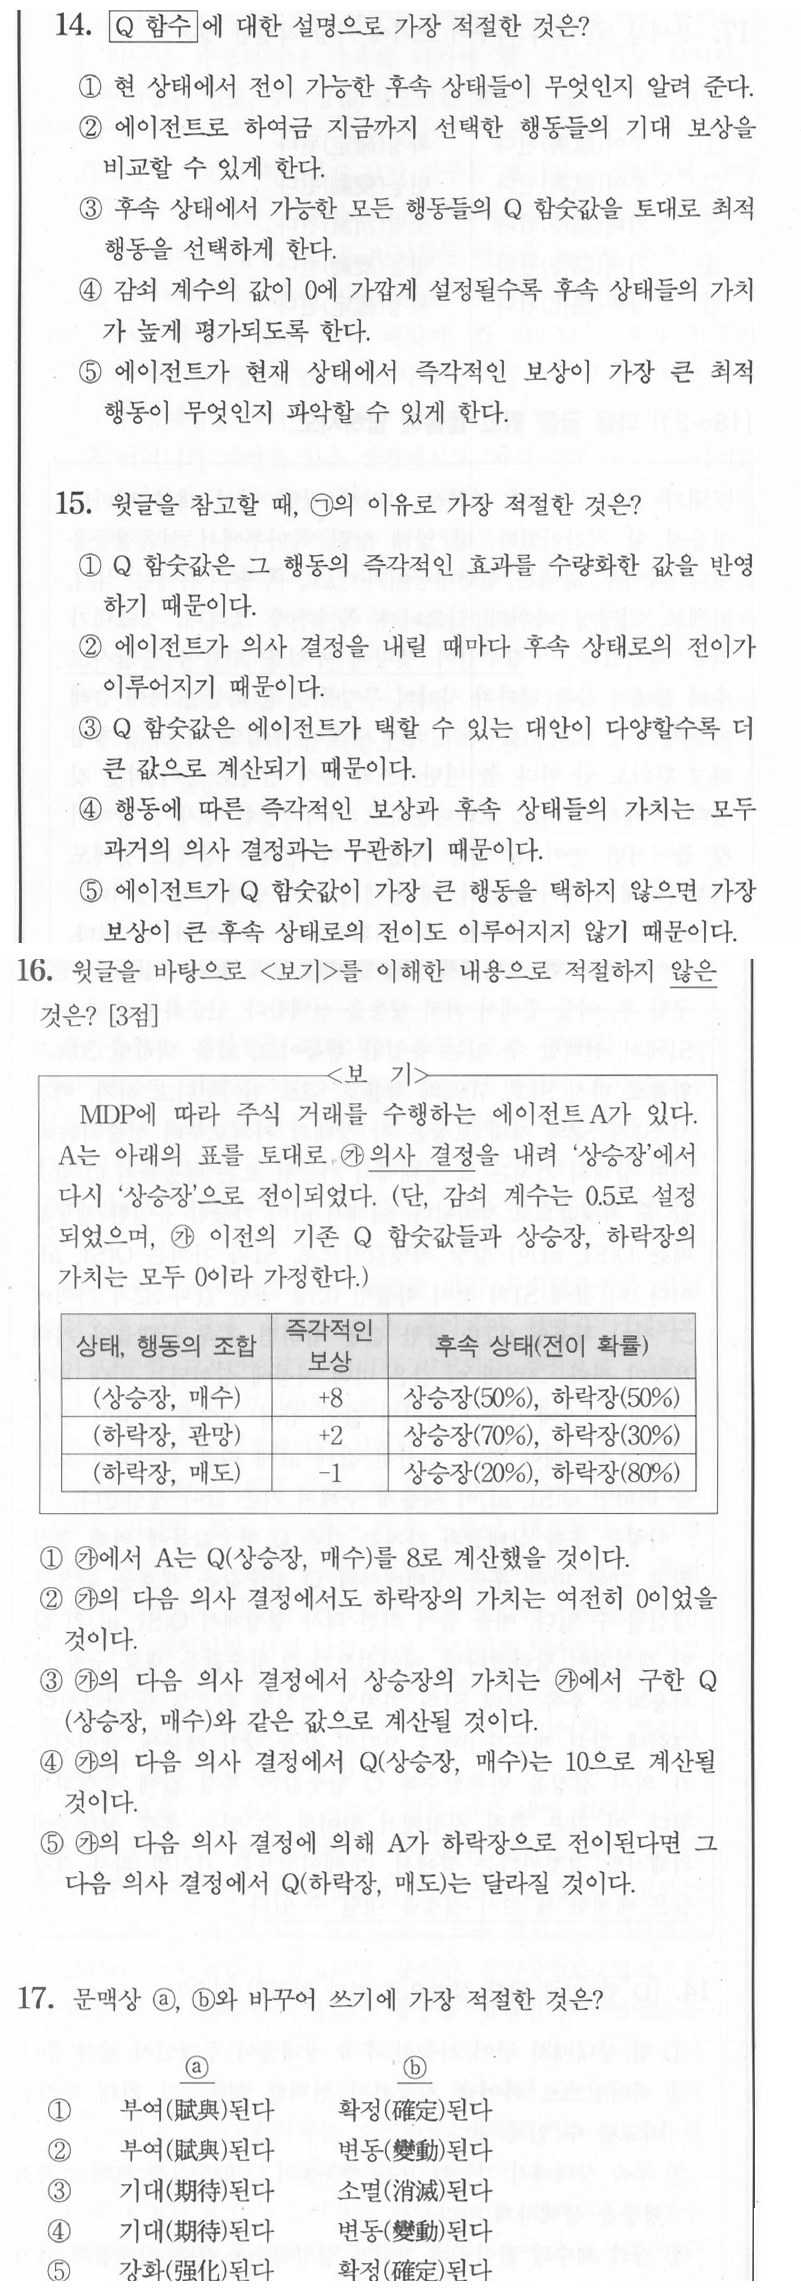 14. Q 함수에 대한 설명으로 가장 적절한 것은?
① 현 상태에서 전이 가능한 후속 상태들이 무엇인지 알려 준다.
② 에이전트로 하여금 지금까지 선택한 행동들의 기대 보상을
비교할 수 있게 한다.
③ 후속 상태에서 가능한 모든 행동들의 Q 함숫값을 토대로 최적
행동을 선택하게 한다.
④ 감쇠 계수의 값이 0에 가깝게 설정될수록 후속 상태들의 가치
가 높게 평가되도록 한다.
⑤ 에이전트가 현재 상태에서 즉각적인 보상이 가장 큰 최적
행동이 무엇인지 파악할 수 있게 한다.
15. 윗글을 참고할 때, ㉠의 이유로 가장 적절한 것은?
① Q 함숫값은 그 행동의 즉각적인 효과를 수량화한 값을 반영
하기 때문이다.
② 에이전트가 의사 결정을 내릴 때마다 후속 상태로의 전이가
이루어지기 때문이다.
③ Q 함숫값은 에이전트가 택할 수 있는 대안이 다양할수록 더
큰 값으로 계산되기 때문이다.
④ 행동에 따른 즉각적인 보상과 후속 상태들의 가치는 모두
과거의 의사 결정과는 무관하기 때문이다.
⑤ 에이전트가 Q 함숫값이 가장 큰 행동을 택하지 않으면 가장
보상이 큰 후속 상태로의 전이도 이루어지지 않기 때문이다.
16. 윗글을 바탕으로 <보기>를 이해한 내용으로 적절하지 않은
것은? [3점]
<보 기>
MDP에 따라 주식 거래를 수행하는 에이전트 A가 있다.
A는 아래의 표를 토대로 ㉮의사 결정을 내려 ‘상승장’에서
다시 ‘상승장’으로 전이되었다. (단, 감쇠 계수는 0.5로 설정
되었으며, ㉮ 이전의 기존 Q 함숫값들과 상승장, 하락장의
가치는 모두 0이라 가정한다.)
상태, 행동의 조합 즉각적인 보상 후속 상태(전이 확률)
(상승장, 매수) +8 상승장(50%), 하락장(50%)
(하락장, 관망) +2 상승장(70%), 하락장(30%)
(하락장, 매도) -1 상승장(20%), 하락장(80%)
① ㉮에서 A는 Q(상승장, 매수)를 8로 계산했을 것이다.
② ㉮의 다음 의사 결정에서도 하락장의 가치는 여전히 0이었을
것이다.
③ ㉮의 다음 의사 결정에서 상승장의 가치는 ㉮에서 구한 Q
(상승장, 매수)와 같은 값으로 계산될 것이다.
④ ㉮의 다음 의사 결정에서 Q(상승장, 매수)는 10으로 계산될
것이다.
⑤ ㉮의 다음 의사 결정에 의해 A가 하락장으로 전이된다면 그
다음 의사 결정에서 Q(하락장, 매도)는 달라질 것이다.
17. 문맥상 ⓐ, ⓑ와 바꾸어 쓰기에 가장 적절한 것은?
ⓐ ⓑ
① 부여(賦與)된다 확정(確定)된다
② 부여(賦與)된다 변동(變動)된다
③ 기대(期待)된다 소멸(消滅)된다
④ 기대(期待)된다 변동(變動)된다
⑤ 강화(强化)된다 확정(確定)된다